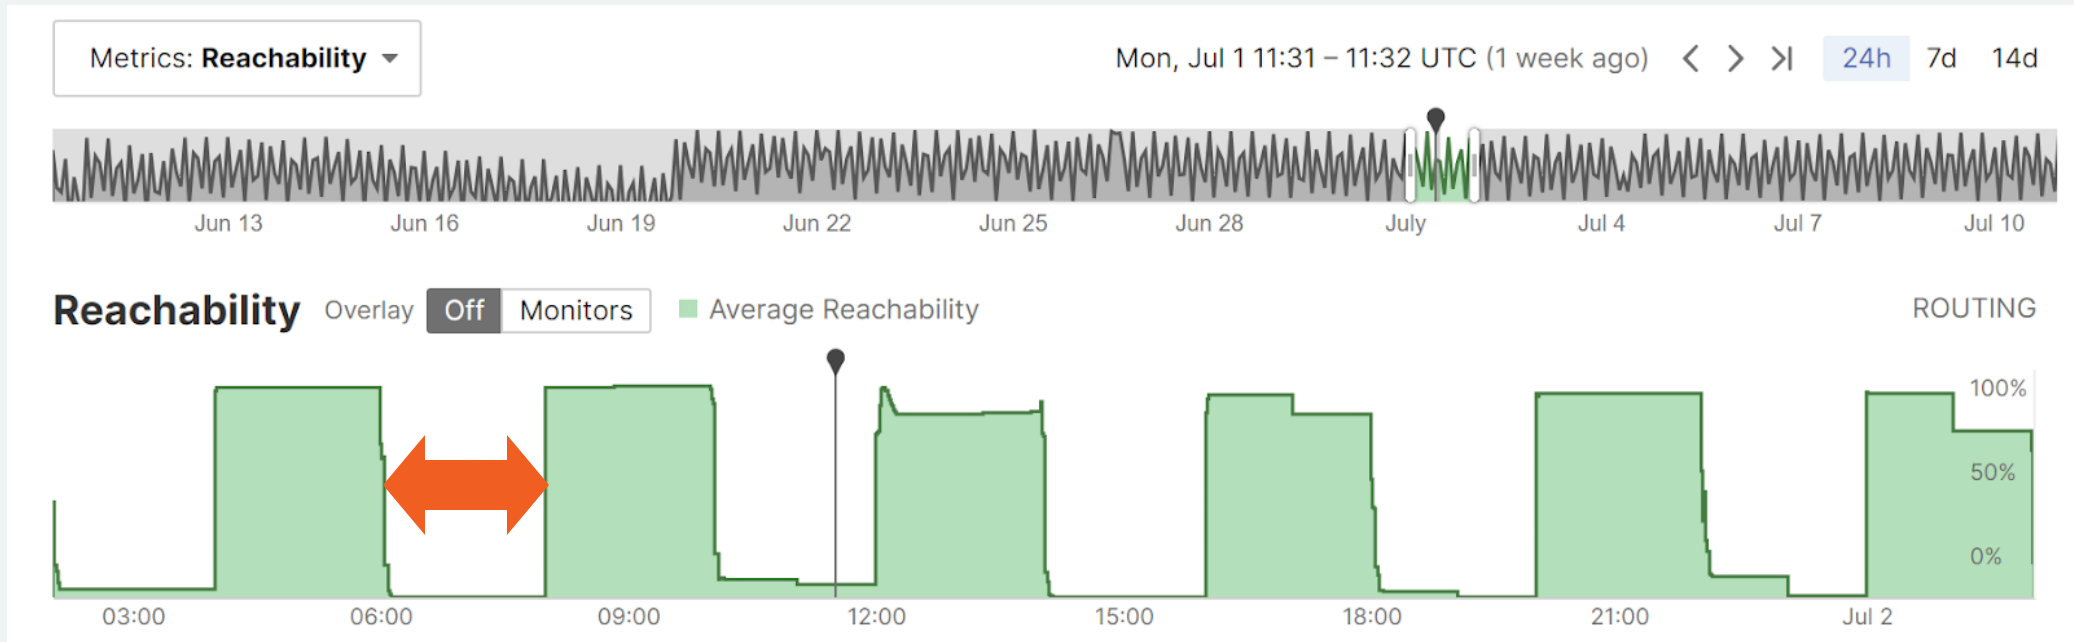 Metrics: Reachability
Mon, Jul 1 11:31 – 11:32 UTC (1 week ago)
24h 7d 14d
Jun 13 Jun 16 Jun 19 Jun 22 Jun 25 Jun 28 July Jul 4 Jul 7 Jul 10
Reachability Overlay Off Monitors Average Reachability ROUTING
100%
50%
0%
03:00 06:00 09:00 12:00 15:00 18:00 21:00 Jul 2